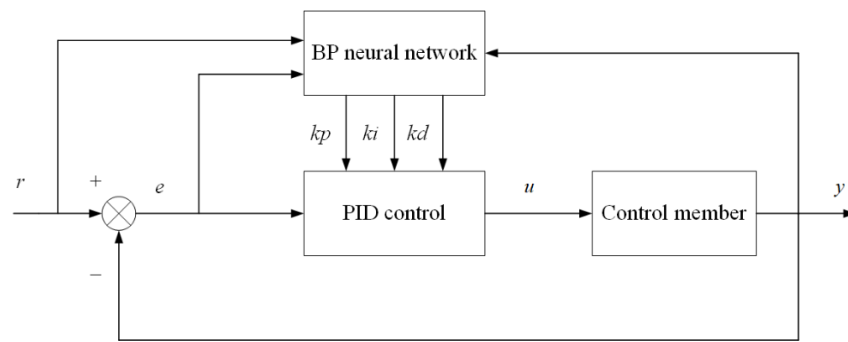 BP neural network
kp ki kd
r + e PID control u Control member y
−